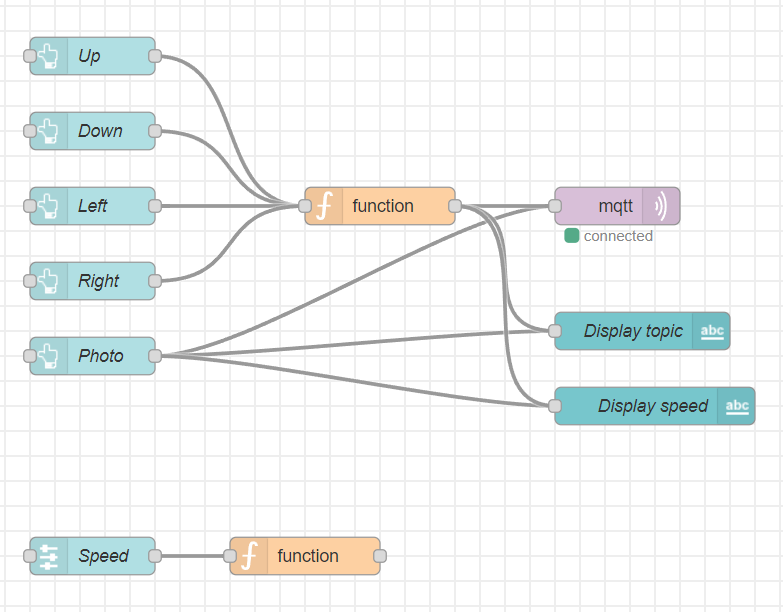 Up
Down
Left
function
mqtt
connected
Right
Photo
Display topic
abc
Display speed
abc
Speed
function